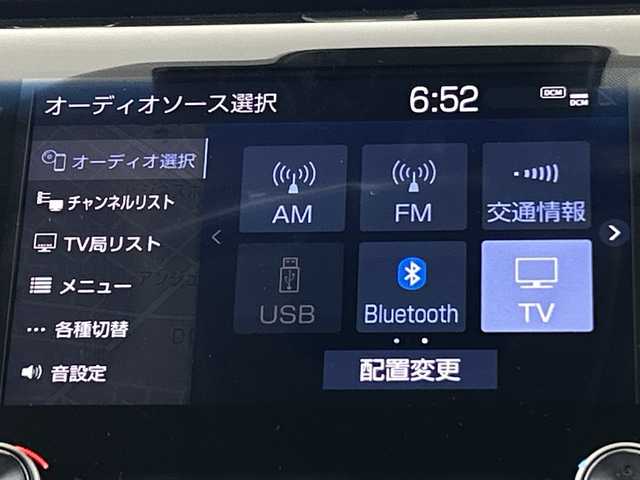 オーディオソース選択
6:52
DCM
DCM
オーディオ選択
チャンネルリスト
TV局リスト
メニュー
各種切替
音設定
AM
FM
交通情報
USB
Bluetooth
TV
配置変更